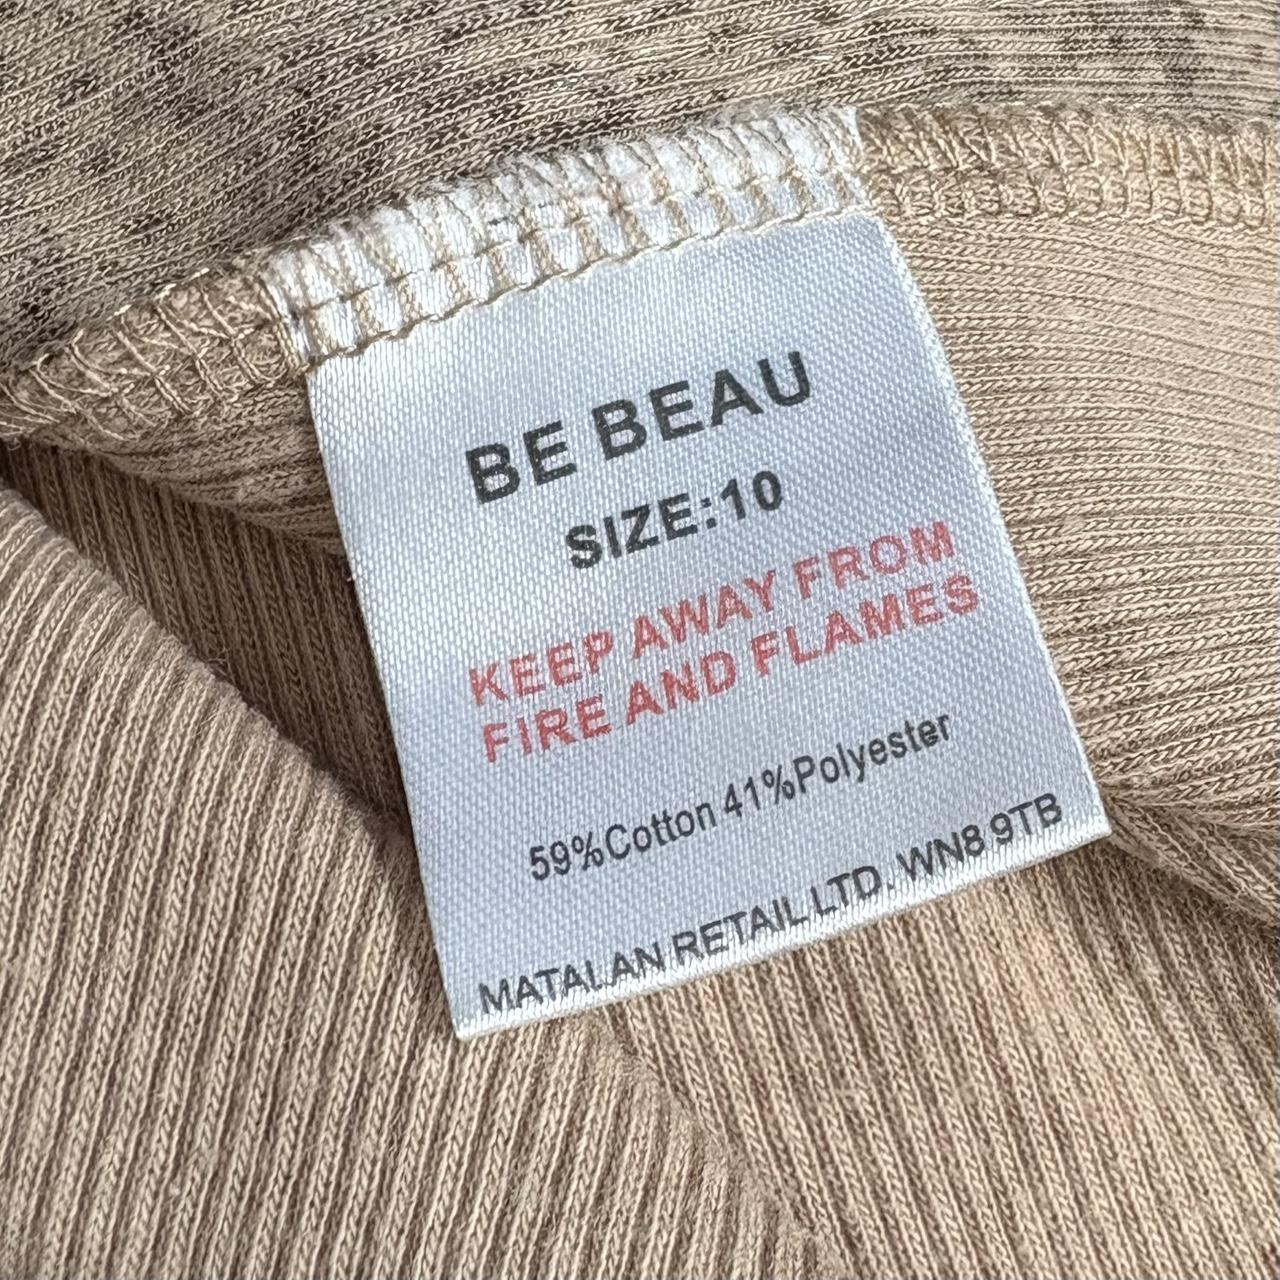 BE BEAU
SIZE:10
KEEP AWAY FROM
FIRE AND FLAMES
59%Cotton 41%Polyester
MATALAN RETAIL LTD. WN8 9TB